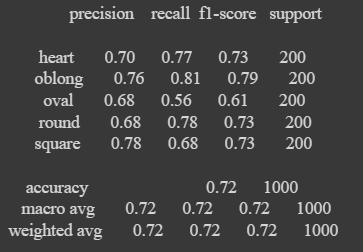 precision recall f1-score support
heart 0.70 0.77 0.73 200
oblong 0.76 0.81 0.79 200
oval 0.68 0.56 0.61 200
round 0.68 0.78 0.73 200
square 0.78 0.68 0.73 200
accuracy 0.72 1000
macro avg 0.72 0.72 0.72 1000
weighted avg 0.72 0.72 0.72 1000